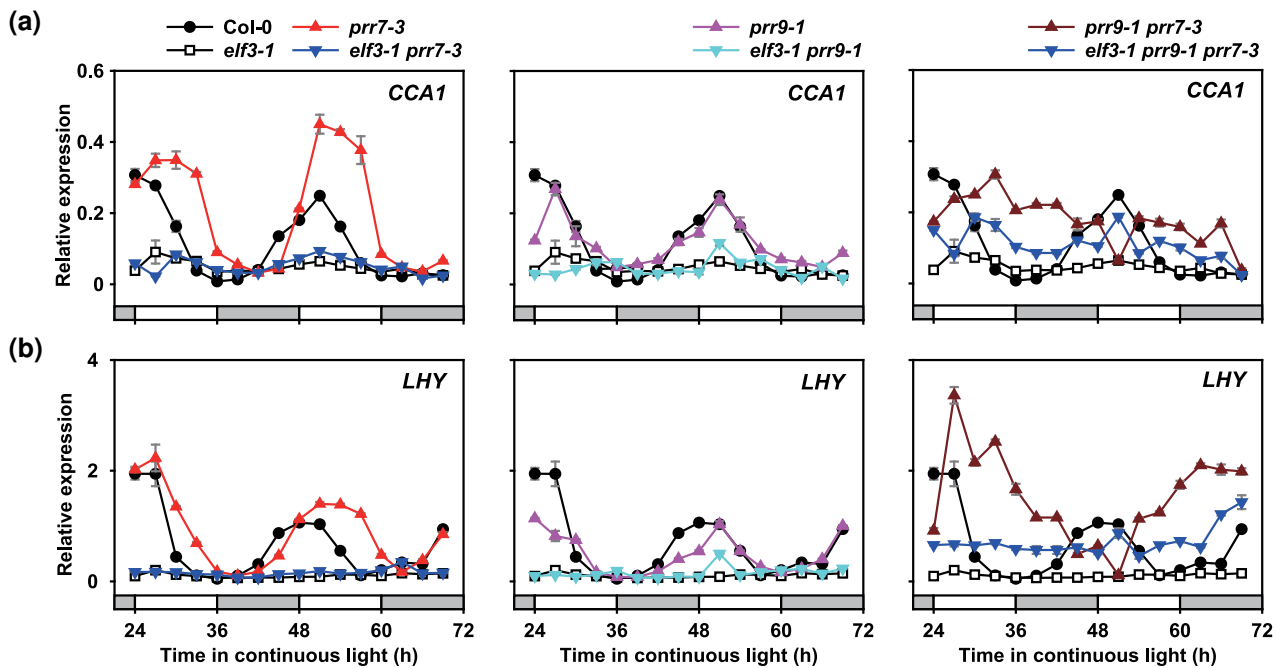 (a)
Col-0 prr7-3 prr9-1 prr9-1 prr7-3
elf3-1 elf3-1 prr7-3 elf3-1 prr9-1 elf3-1 prr9-1 prr7-3
0.6 CCA1 CCA1 CCA1
0.4
0.2
0
Relative expression
(b)
4 LHY LHY LHY
2
0
Relative expression
24 36 48 60 72 24 36 48 60 72 24 36 48 60 72
Time in continuous light (h) Time in continuous light (h) Time in continuous light (h)